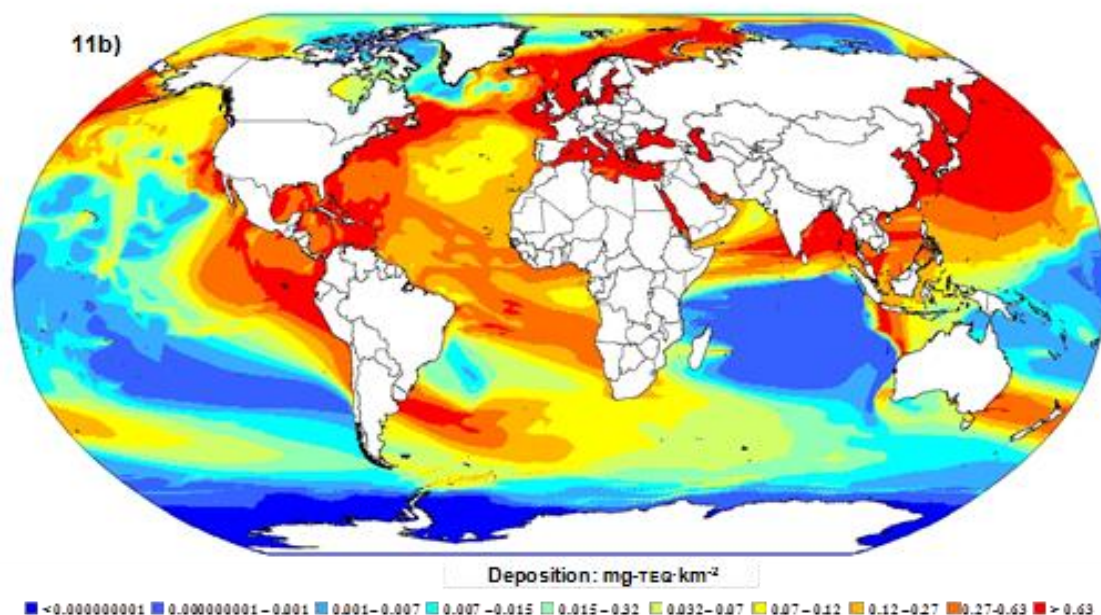 11b)
Deposition: mg-TEQ·km-2
< 0.000000001 0.000000001 – 0.001 0.001 – 0.007 0.007 – 0.015 0.015 – 0.32 0.032 – 0.07 0.07 – 0.12 0.12 – 0.27 0.27-0.63 > 0.63